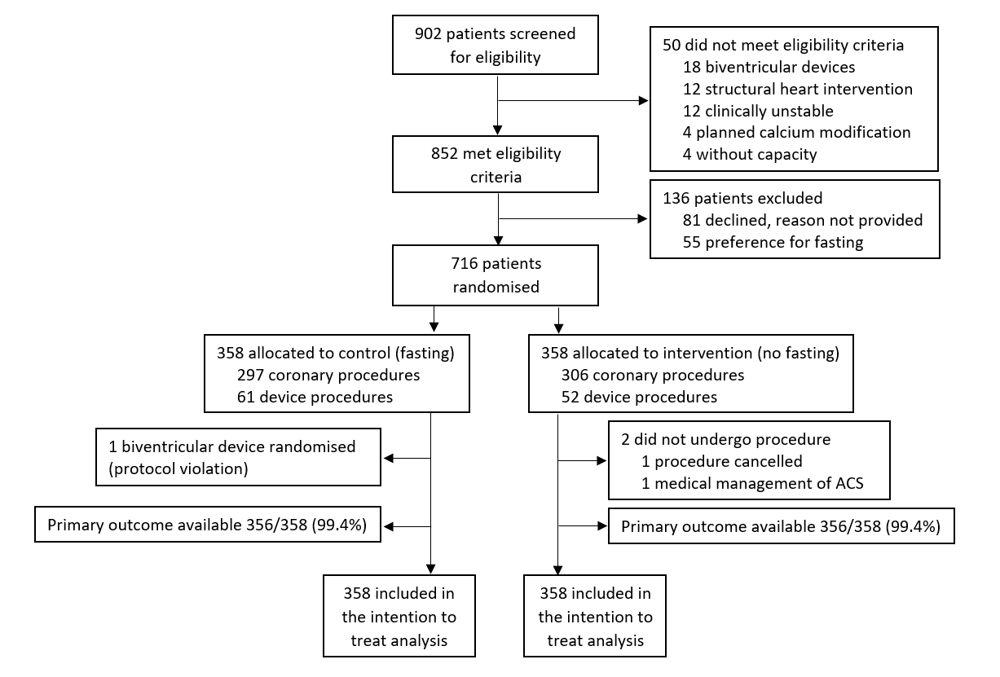 902 patients screened
for eligibility
50 did not meet eligibility criteria
18 biventricular devices
12 structural heart intervention
12 clinically unstable
4 planned calcium modification
4 without capacity
852 met eligibility
criteria
136 patients excluded
81 declined, reason not provided
55 preference for fasting
716 patients
randomised
358 allocated to control (fasting)
297 coronary procedures
61 device procedures
358 allocated to intervention (no fasting)
306 coronary procedures
52 device procedures
1 biventricular device randomised
(protocol violation)
2 did not undergo procedure
1 procedure cancelled
1 medical management of ACS
Primary outcome available 356/358 (99.4%)
Primary outcome available 356/358 (99.4%)
358 included in
the intention to
treat analysis
358 included in
the intention to
treat analysis